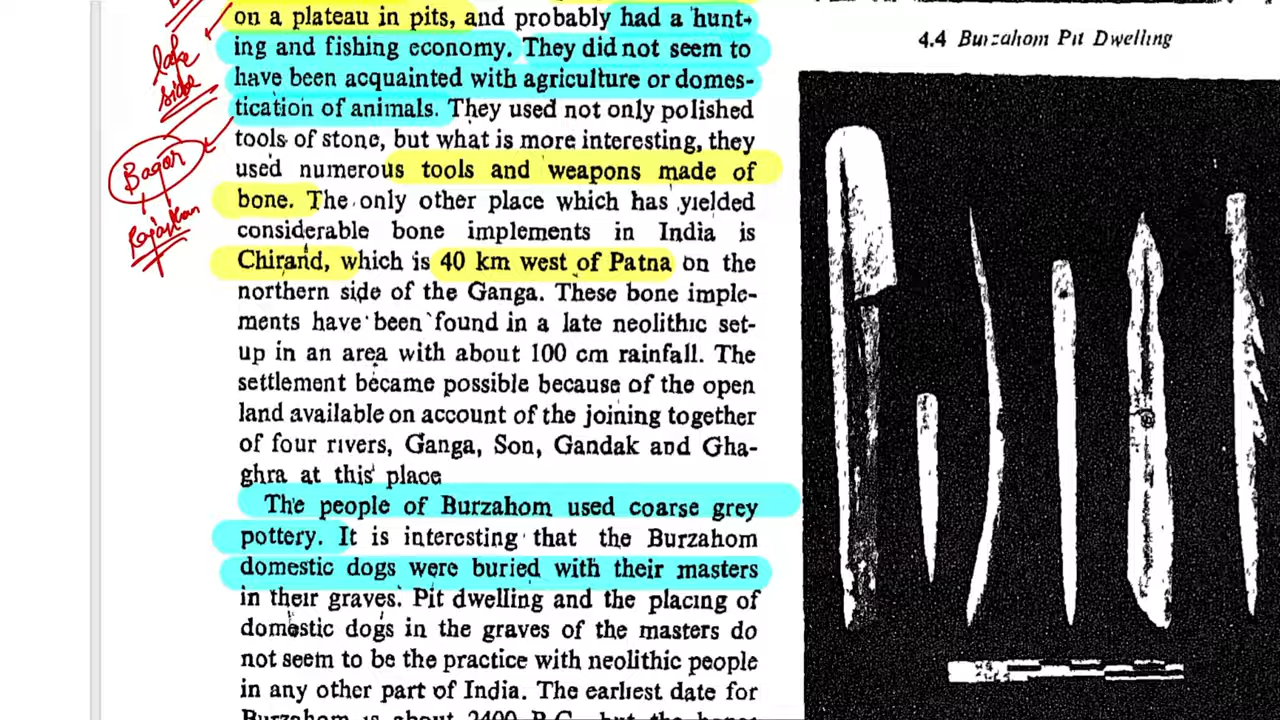 on a plateau in pits, and probably had a hunt-
ing and fishing economy. They did not seem to
have been acquainted with agriculture or domes-
tication of animals. They used not only polished
tools of stone, but what is more interesting, they
used numerous tools and weapons made of
bone. The only other place which has yielded
considerable bone implements in India is
Chirand, which is 40 km west of Patna on the
northern side of the Ganga. These bone imple-
ments have been found in a late neolithic set-
up in an area with about 100 cm rainfall. The
settlement became possible because of the open
land available on account of the joining together
of four rivers, Ganga, Son, Gandak and Gha-
ghra at this place
The people of Burzahom used coarse grey
pottery. It is interesting that the Burzahom
domestic dogs were buried with their masters
in their graves. Pit dwelling and the placing of
domestic dogs in the graves of the masters do
not seem to be the practice with neolithic people
in any other part of India. The earliest date for
Burzahom is about 2400 B.C., but the bones
lake
side
Bagor
Rajasthan
4.4 Burzahom Pit Dwelling